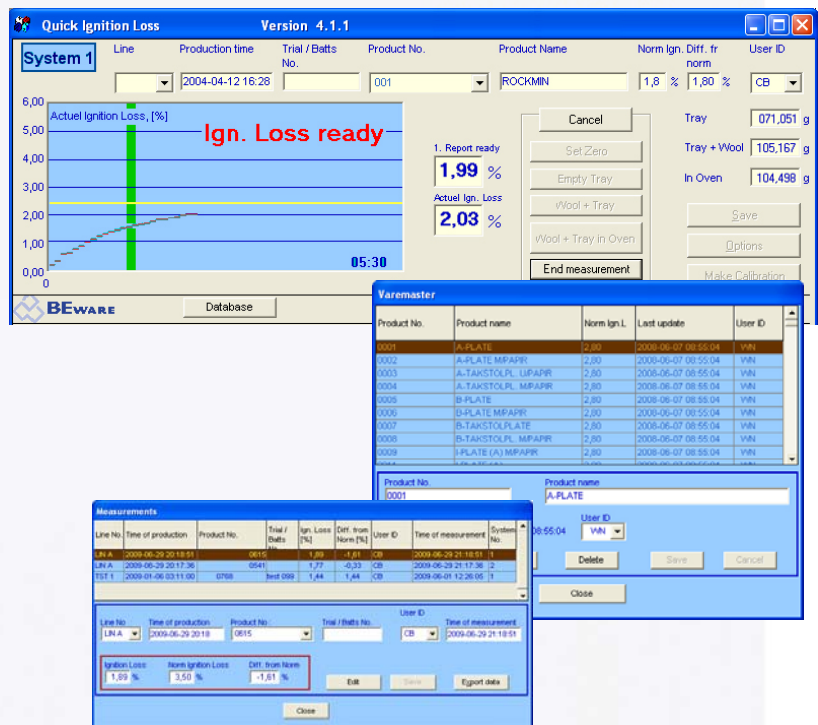 Quick Ignition Loss Version 4.1.1
System 1
Line Production time Trial / Batts No. Product No. Product Name Norm Ign. Diff. fr norm User ID
2004-04-12 16:28 001 ROCKMIN 1,8 % 1,80 % CB
6,00
Actuel Ignition Loss, [%]
5,00
4,00
3,00
2,00
1,00
0,00
0
Ign. Loss ready
05:30
1. Report ready
1,99 %
Actuel Ign. Loss
2,03 %
Cancel
Set Zero
Empty Tray
Wool + Tray
Wool + Tray in Oven
End measurement
Tray 071,051 g
Tray + Wool 105,167 g
In Oven 104,498 g
Save
Options
Make Calibration
BEWARE
Database
Varemaster
Product No. Product name Norm Ign.L Last update User ID
0001 A-PLATE 2,80 2008-06-07 08:55:04 VVN
0002 A-PLATE M/PAPIR 2,80 2008-06-07 08:55:04 VVN
0003 A-TAKSTOLPL. U/PAPIR 2,80 2008-06-07 08:55:04 VVN
0004 A-TAKSTOLPL. M/PAPIR 2,80 2008-06-07 08:55:04 VVN
0005 B-PLATE 2,80 2008-06-07 08:55:04 VVN
0006 B-PLATE M/PAPIR 2,80 2008-06-07 08:55:04 VVN
0007 B-TAKSTOLPLATE 2,80 2008-06-07 08:55:04 VVN
0008 B-TAKSTOLPL. M/PAPIR 2,80 2008-06-07 08:55:04 VVN
0009 I-PLATE (A) M/PAPIR 2,80 2008-06-07 08:55:04 VVN
Product No. Product name
0001 A-PLATE
User ID
08:55:04 VVN
Delete Save Cancel
Close
Measurements
Line No. Time of production Product No. Trial / Batts Ign. Loss [%] Diff. from Norm [%] User ID Time of measurement System No.
LIN A 2009-06-29 20:18:51 0615 1,89 -1,61 CB 2009-06-29 21:18:51 1
LIN A 2009-06-29 20:17:36 0541 1,77 -0,33 CB 2009-06-29 21:17:36 2
TST 1 2009-01-06 03:11:00 0768 test 099 1,44 1,44 CB 2009-06-01 12:26:05 1
Line No Time of production Product No. Trial / Batts No. User ID Time of measurement
LIN A 2009-06-29 20:18 0615 CB 2009-06-29 21:18:51
Ignition Loss Norm Ignition Loss Diff. from Norm
1,89 % 3,50 % -1,61 %
Edit Save Export data
Close